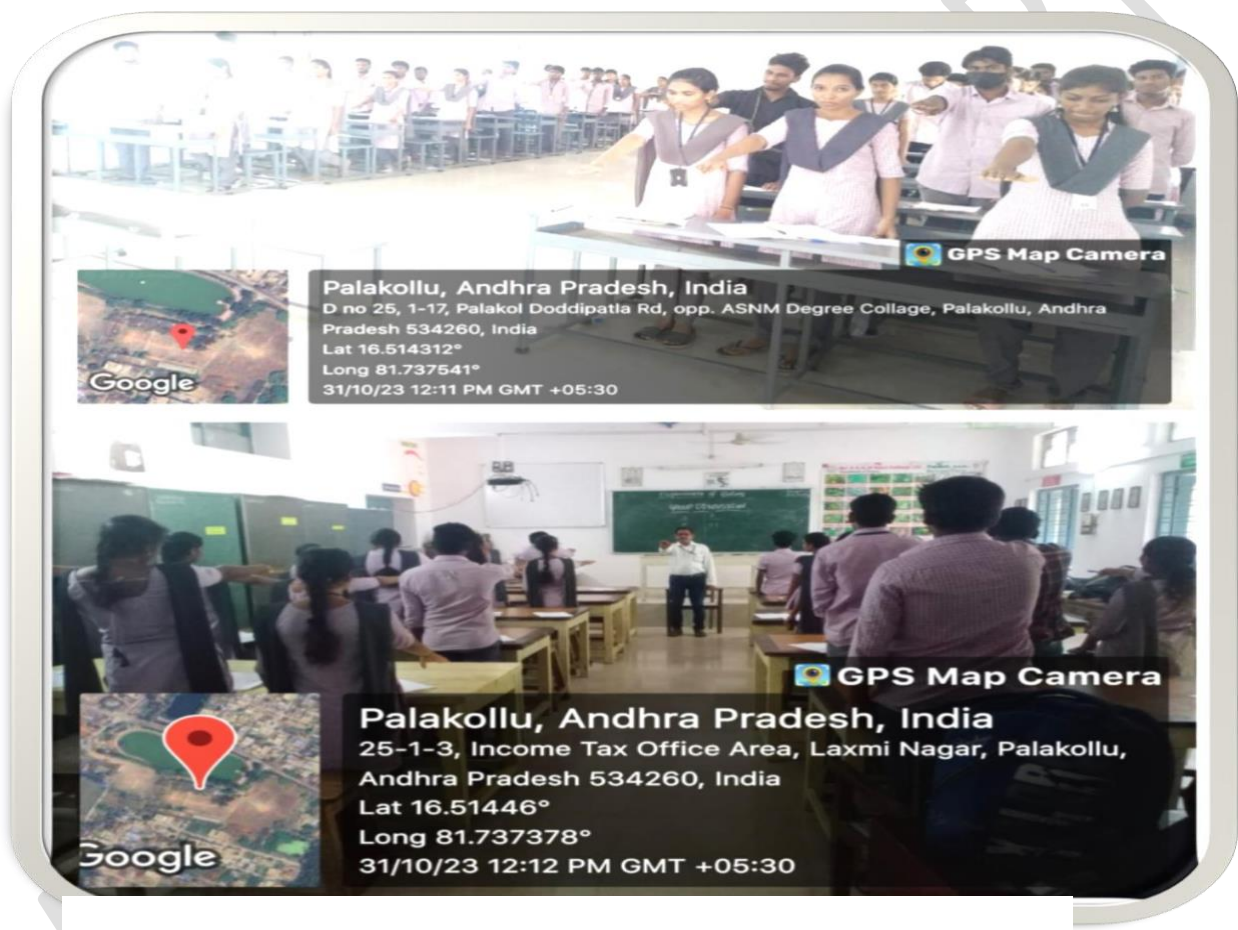 GPS Map Camera
Palakollu, Andhra Pradesh, India
D no 25, 1-17, Palakol Doddipatla Rd, opp. ASNM Degree Collage, Palakollu, Andhra
Pradesh 534260, India
Lat 16.514312°
Long 81.737541°
31/10/23 12:11 PM GMT +05:30
Google
GPS Map Camera
Palakollu, Andhra Pradesh, India
25-1-3, Income Tax Office Area, Laxmi Nagar, Palakollu,
Andhra Pradesh 534260, India
Lat 16.51446°
Long 81.737378°
31/10/23 12:12 PM GMT +05:30
Google